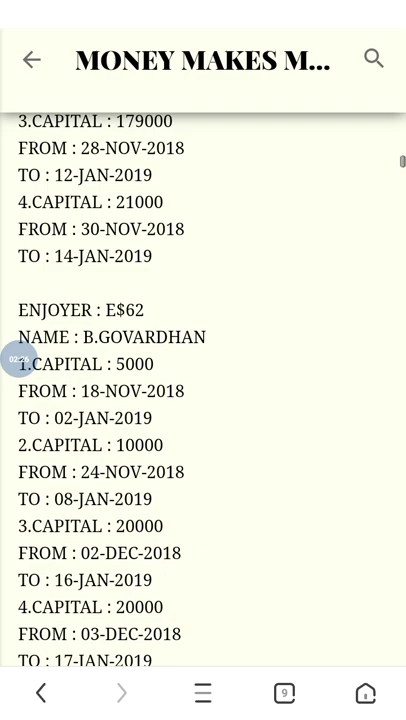 MONEY MAKES M...
3.CAPITAL : 179000
FROM : 28-NOV-2018
TO : 12-JAN-2019
4.CAPITAL : 21000
FROM : 30-NOV-2018
TO : 14-JAN-2019
ENJOYER : E$62
NAME : B.GOVARDHAN
1.CAPITAL : 5000
FROM : 18-NOV-2018
TO : 02-JAN-2019
2.CAPITAL : 10000
FROM : 24-NOV-2018
TO : 08-JAN-2019
3.CAPITAL : 20000
FROM : 02-DEC-2018
TO : 16-JAN-2019
4.CAPITAL : 20000
FROM : 03-DEC-2018
TO : 17-JAN-2019
9